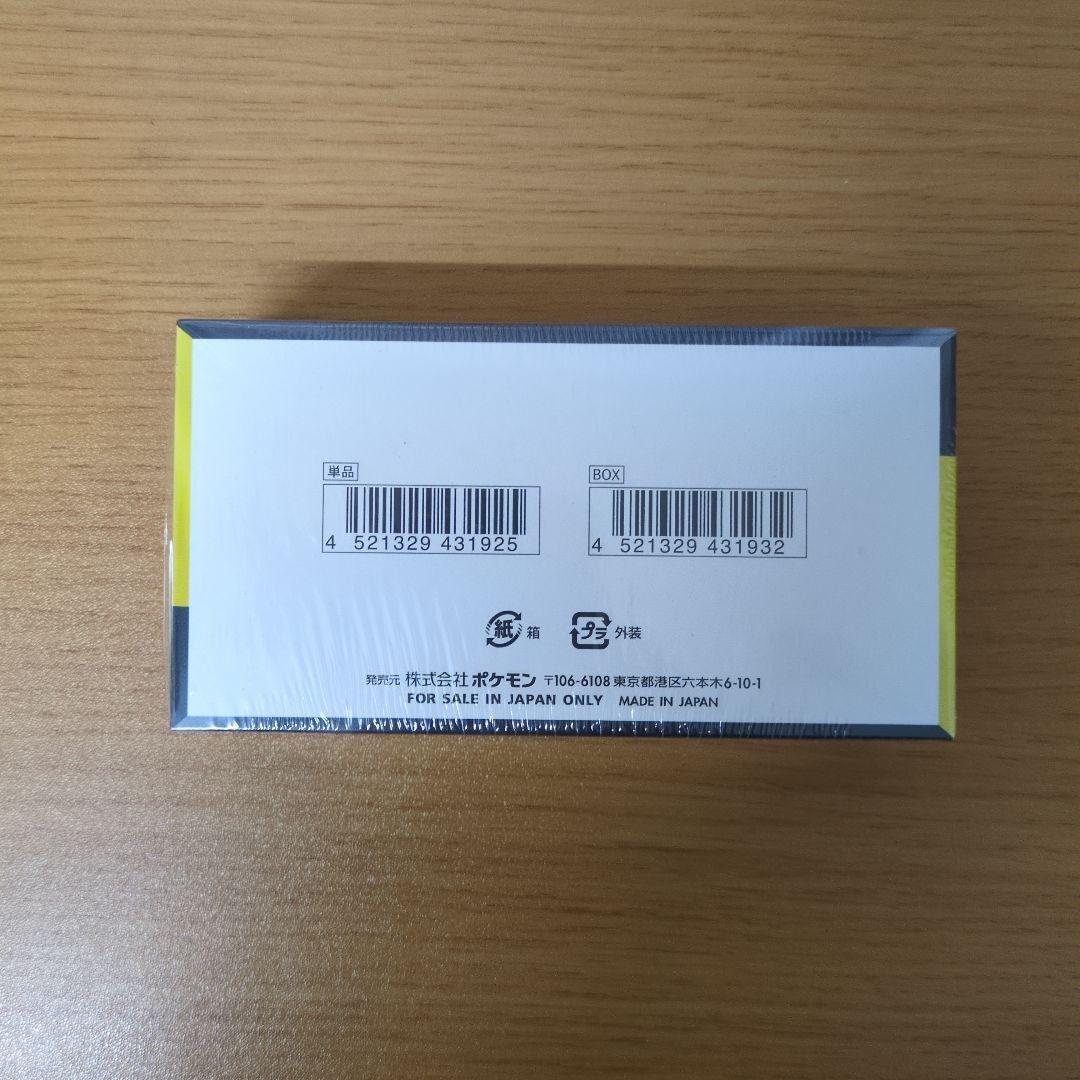 単品
4 521329 431925
BOX
4 521329 431932
紙 箱 プラ 外装
発売元 株式会社ポケモン 〒106-6108 東京都港区六本木6-10-1
FOR SALE IN JAPAN ONLY MADE IN JAPAN